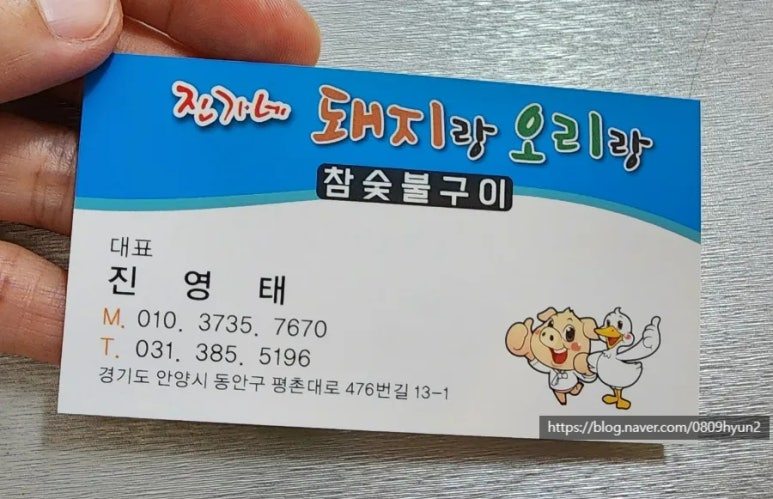 진가네 돼지랑 오리랑
참숯불구이
대표
진 영 태
M. 010. 3735. 7670
T. 031. 385. 5196
경기도 안양시 동안구 평촌대로 476번길 13-1
https://blog.naver.com/0809hyun2